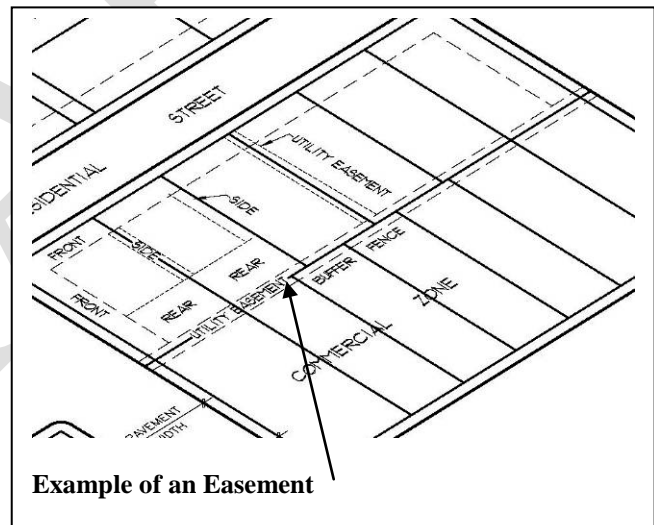 STREET
SIDENTIAL
UTILITY EASEMENT
SIDE
FRONT
SIDE
REAR
BUFFER FENCE
FRONT
REAR
UTILITY EASEMENT
ZONE
COMMERCIAL
PAVEMENT
WIDTH
Example of an Easement